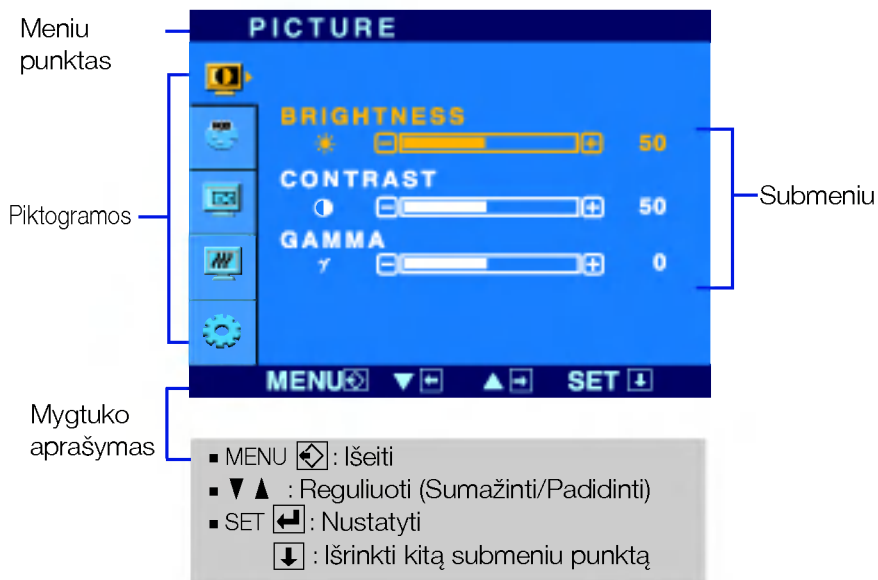 Meniu
punktas
PICTURE
BRIGHTNESS
50
CONTRAST
50
GAMMA
0
Piktogramos
Submeniu
MENU ▼ ▲ SET
Mygtuko
aprašymas
▪ MENU : Išeiti
▪ ▼ ▲ : Reguliuoti (Sumažinti/Padidinti)
▪ SET : Nustatyti
: Išrinkti kitą submeniu punktą